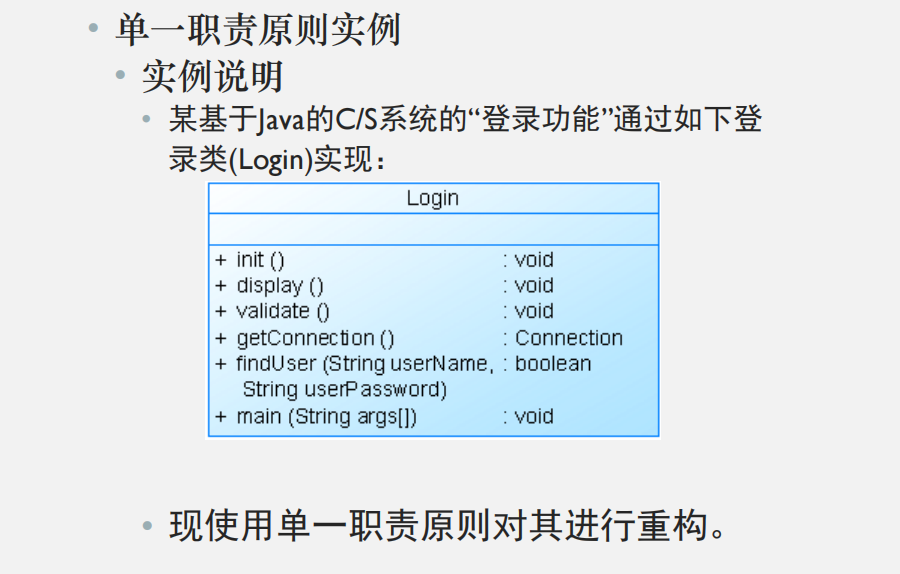 单一职责原则实例
实例说明
某基于Java的C/S系统的“登录功能”通过如下登
录类(Login)实现：
Login
+ init () : void
+ display () : void
+ validate () : void
+ getConnection () : Connection
+ findUser (String userName, : boolean
String userPassword)
+ main (String args[]) : void
现使用单一职责原则对其进行重构。